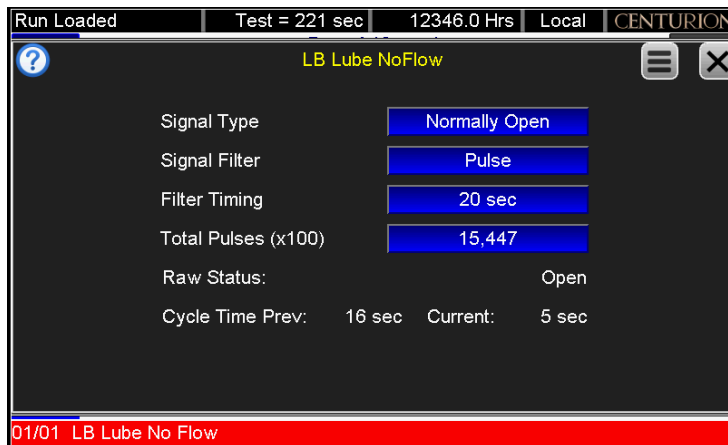 Run Loaded Test = 221 sec 12346.0 Hrs Local CENTURION
? LB Lube NoFlow
Signal Type Normally Open
Signal Filter Pulse
Filter Timing 20 sec
Total Pulses (x100) 15,447
Raw Status: Open
Cycle Time Prev: 16 sec Current: 5 sec
01/01 LB Lube No Flow